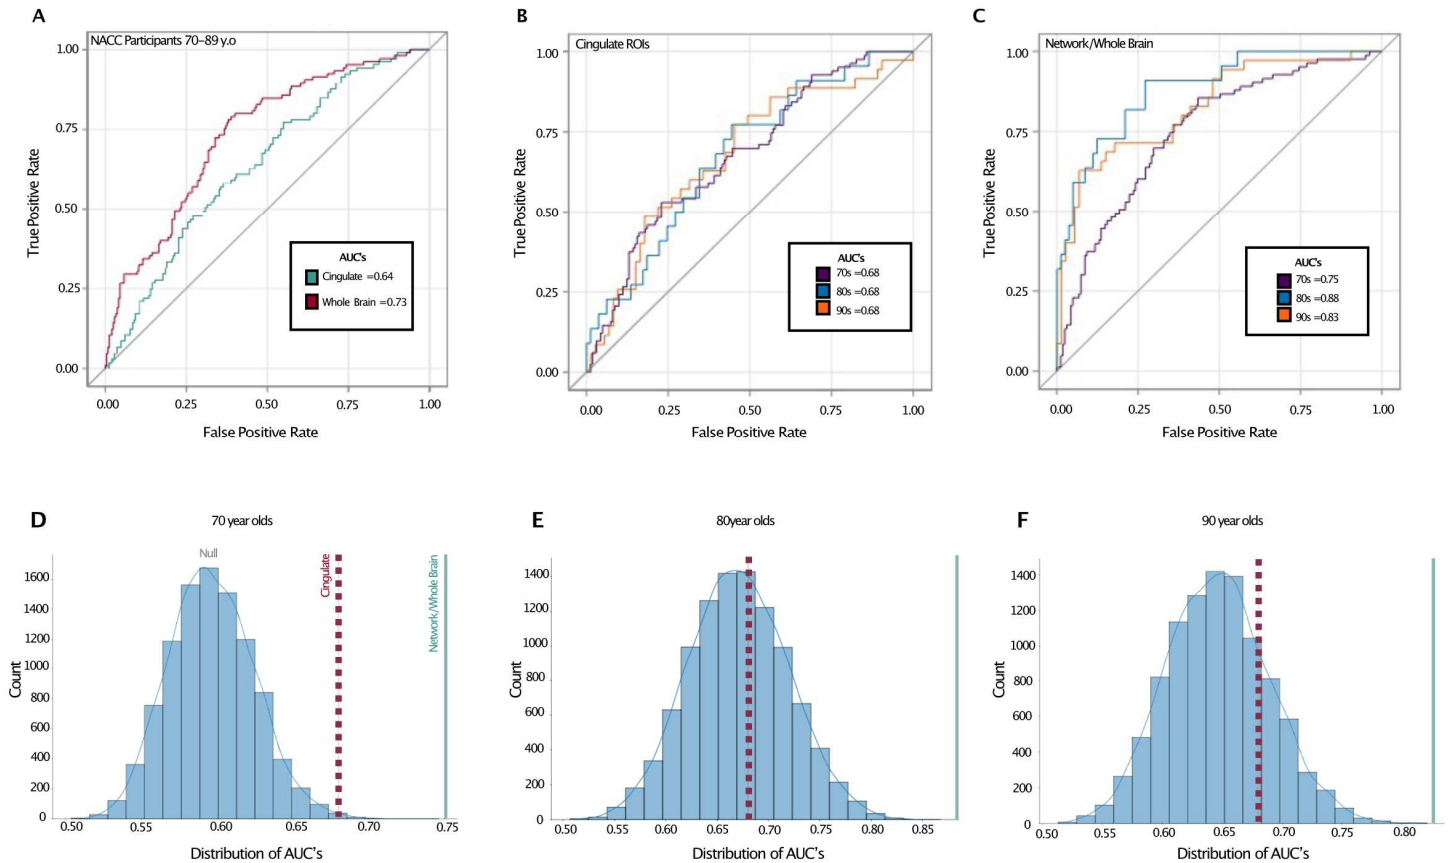 A
NACC Participants 70–89 y.o
1.00
0.75
0.50
0.25
0.00
True Positive Rate
AUC's
Cingulate =0.64
Whole Brain =0.73
0.00 0.25 0.50 0.75 1.00
False Positive Rate
B
Cingulate ROIs
1.00
0.75
0.50
0.25
0.00
True Positive Rate
AUC's
70s =0.68
80s =0.68
90s =0.68
0.00 0.25 0.50 0.75 1.00
False Positive Rate
C
Network/Whole Brain
1.00
0.75
0.50
0.25
0.00
True Positive Rate
AUC's
70s =0.75
80s =0.88
90s =0.83
0.00 0.25 0.50 0.75 1.00
False Positive Rate
D
70 year olds
Null
Cingulate
Network/Whole Brain
1600
1400
1200
1000
800
600
400
200
0
Count
0.50 0.55 0.60 0.65 0.70 0.75
Distribution of AUC's
E
80year olds
1400
1200
1000
800
600
400
200
0
Count
0.50 0.55 0.60 0.65 0.70 0.75 0.80 0.85
Distribution of AUC's
F
90 year olds
1400
1200
1000
800
600
400
200
0
Count
0.50 0.55 0.60 0.65 0.70 0.75 0.80
Distribution of AUC's